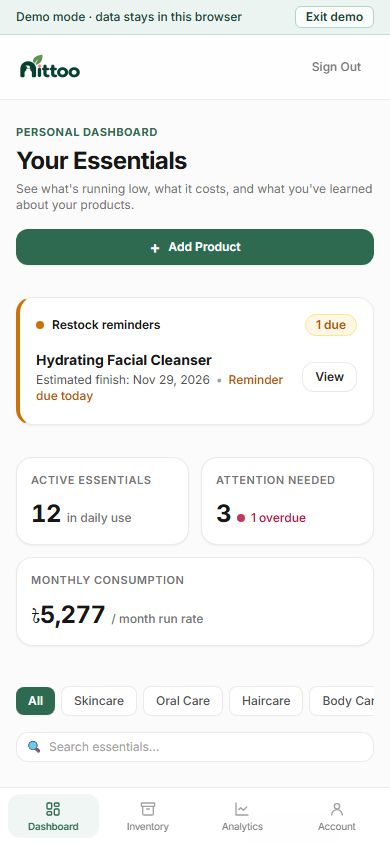 Demo mode · data stays in this browser
Exit demo
Nittoo
Sign Out
PERSONAL DASHBOARD
Your Essentials
See what's running low, what it costs, and what you've learned
about your products.
+ Add Product
Restock reminders
1 due
Hydrating Facial Cleanser
Estimated finish: Nov 29, 2026 • Reminder
due today
View
ACTIVE ESSENTIALS
12 in daily use
ATTENTION NEEDED
3 1 overdue
MONTHLY CONSUMPTION
৳5,277 / month run rate
All
Skincare
Oral Care
Haircare
Body Car
Search essentials...
Dashboard
Inventory
Analytics
Account